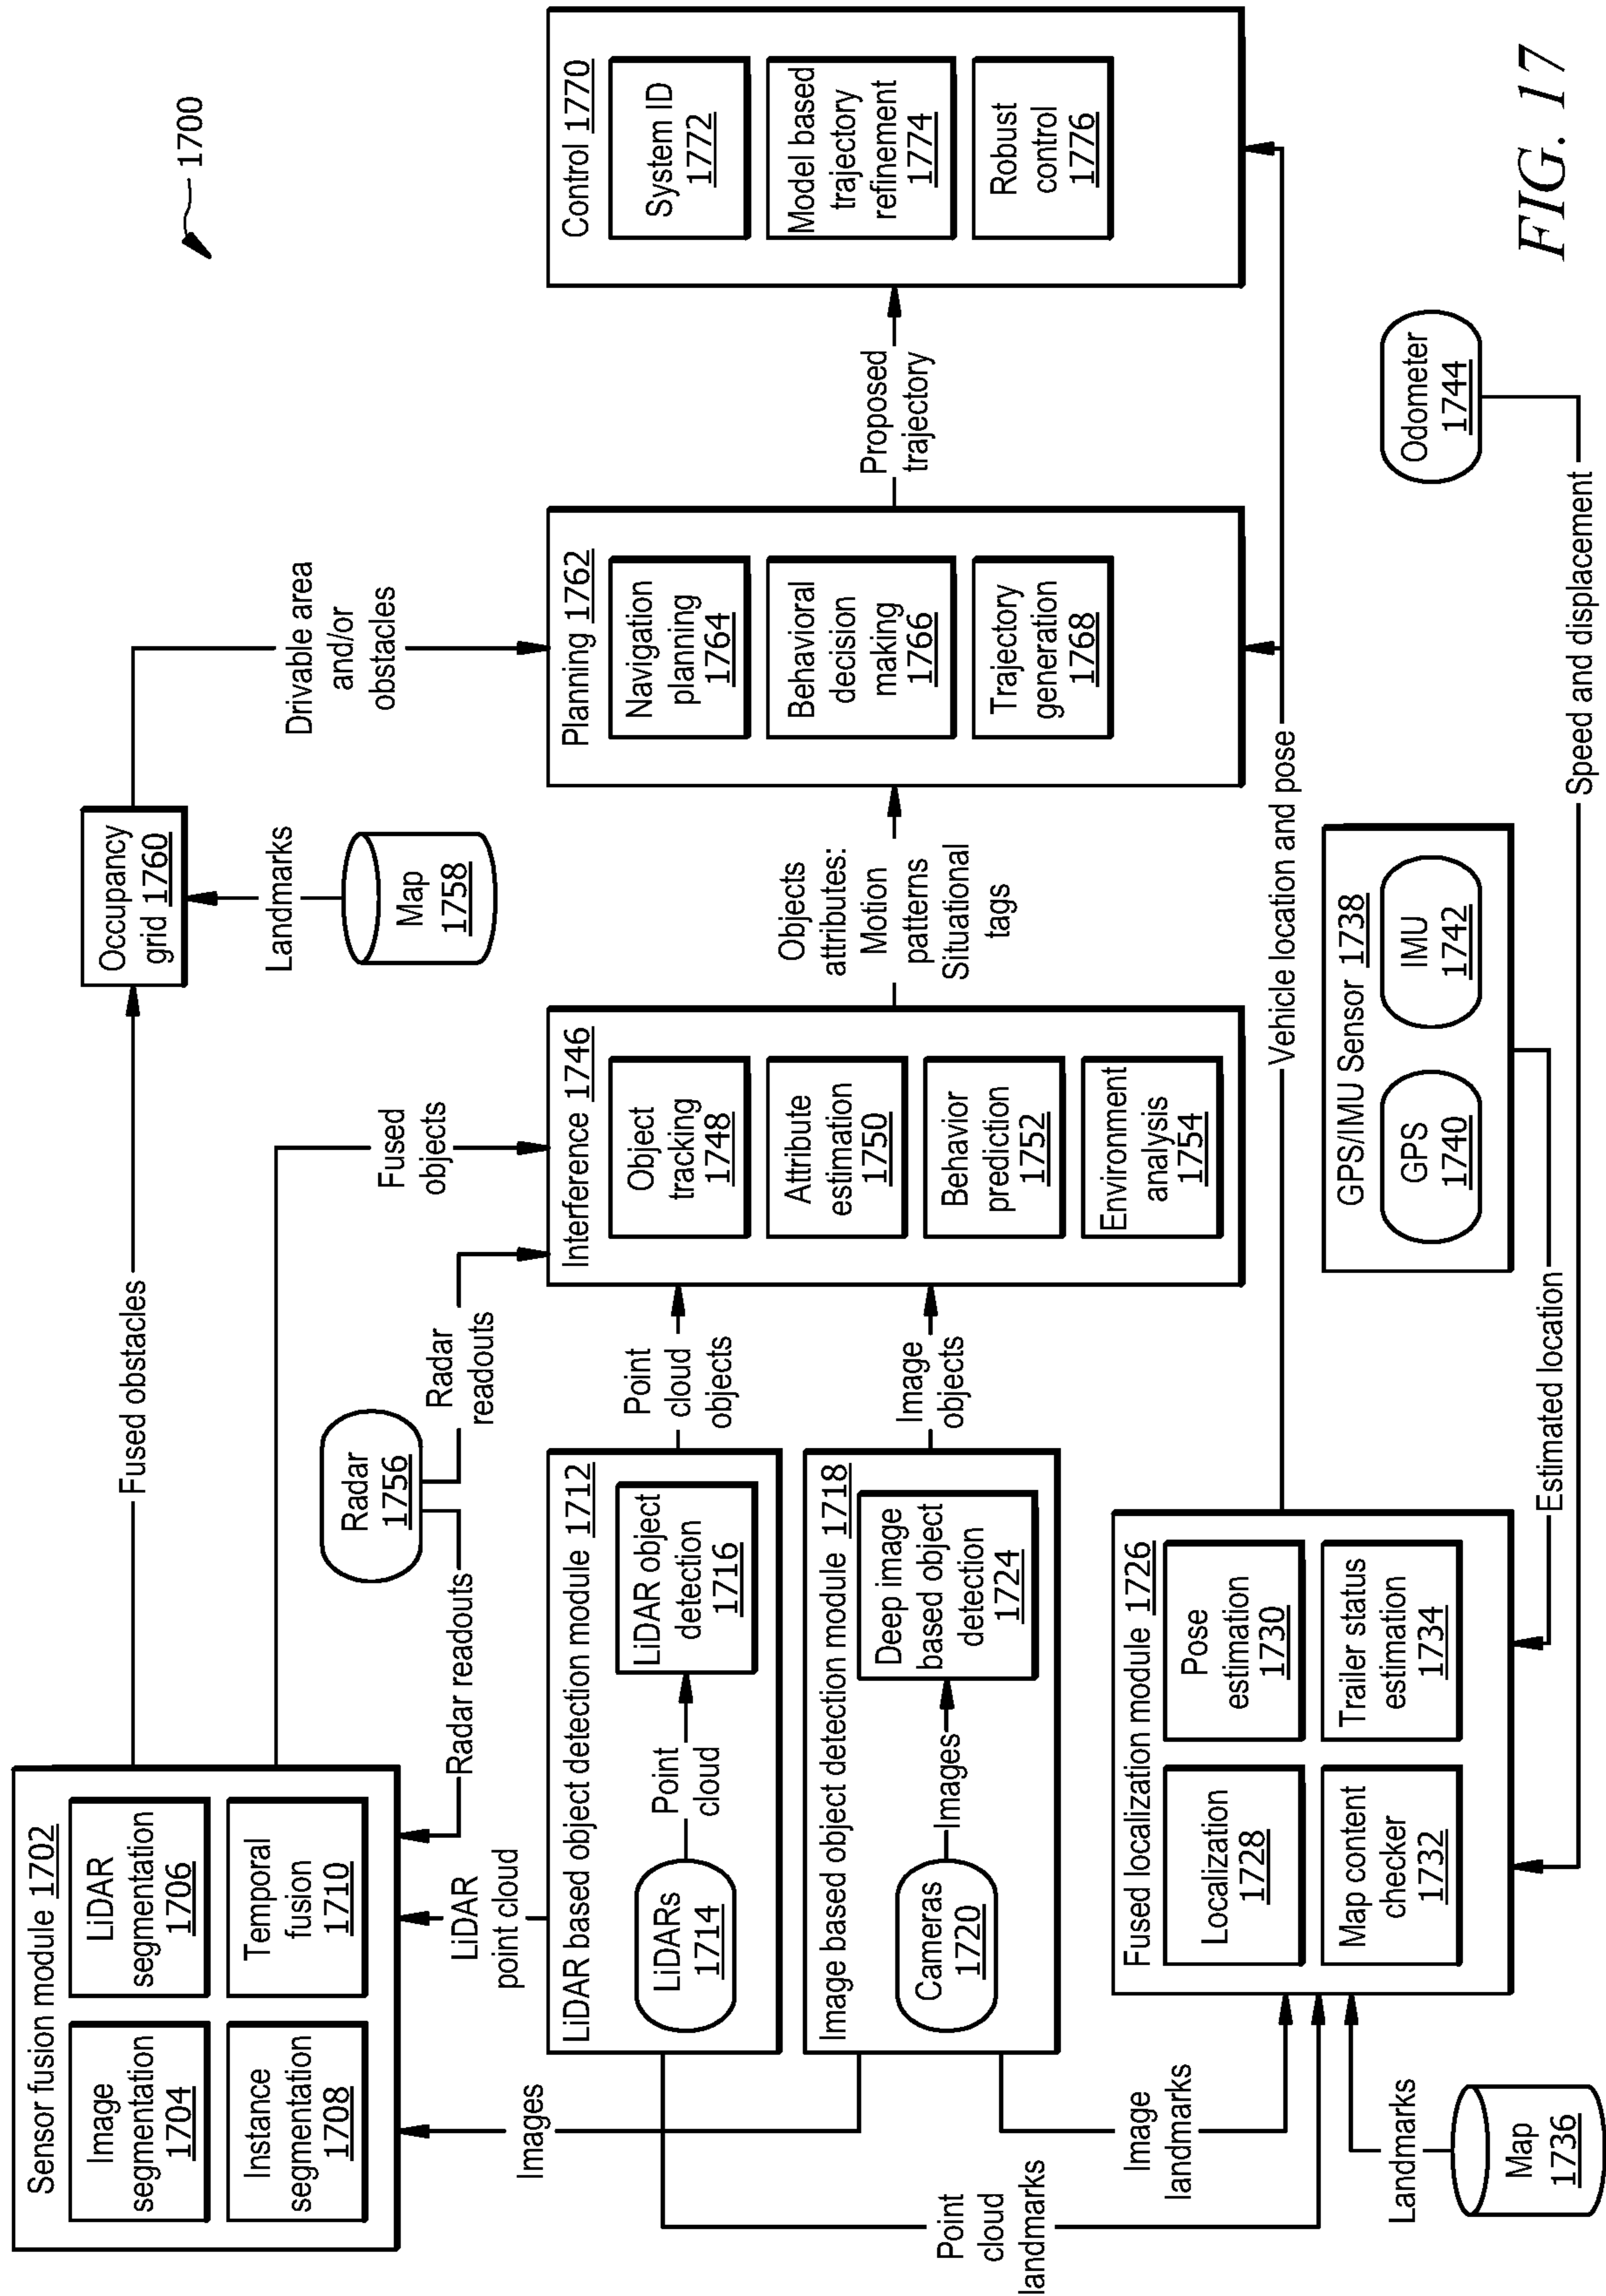 1700
Sensor fusion module 1702
Image
segmentation
1704
LiDAR
segmentation
1706
Instance
segmentation
1708
Temporal
fusion
1710
Fused obstacles
Occupancy
grid 1760
Landmarks
Map
1758
Drivable area
and/or
obstacles
Fused
objects
Radar
1756
Radar readouts
Radar
readouts
Images
LiDAR
point cloud
LiDAR based object detection module 1712
LiDARs
1714
Point
cloud
LiDAR object
detection
1716
Point
cloud
objects
Image based object detection module 1718
Cameras
1720
Images
Deep image
based object
detection
1724
Image
objects
Interference 1746
Object
tracking
1748
Attribute
estimation
1750
Behavior
prediction
1752
Environment
analysis
1754
Objects
attributes:
Motion
patterns
Situational
tags
Planning 1762
Navigation
planning
1764
Behavioral
decision
making
1766
Trajectory
generation
1768
Proposed
trajectory
Control 1770
System ID
1772
Model based
trajectory
refinement
1774
Robust
control
1776
Point
cloud
landmarks
Image
landmarks
Landmarks
Map
1736
Fused localization module 1726
Localization
1728
Pose
estimation
1730
Map content
checker
1732
Trailer status
estimation
1734
Vehicle location and pose
Estimated location
GPS/IMU Sensor 1738
GPS
1740
IMU
1742
Odometer
1744
Speed and displacement
FIG. 17